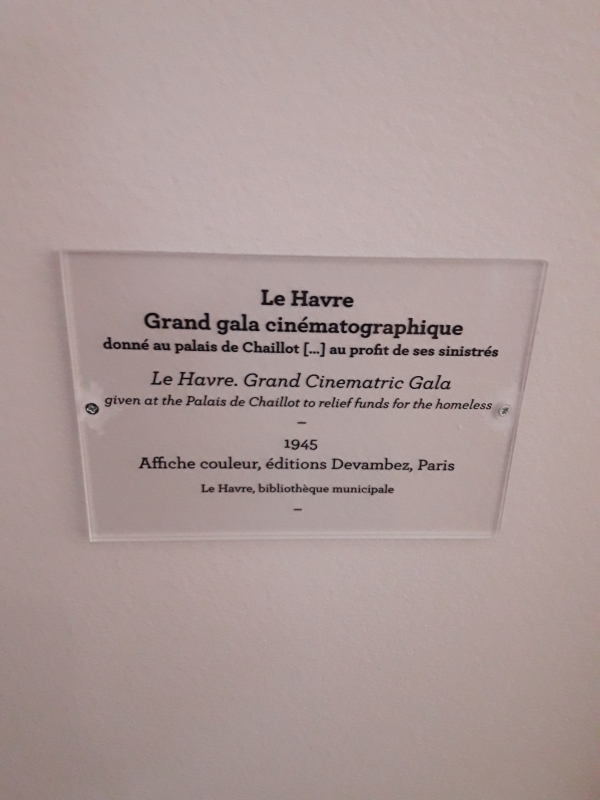 Le Havre
Grand gala cinématographique
donné au palais de Chaillot [...] au profit de ses sinistrés
Le Havre. Grand Cinematric Gala
given at the Palais de Chaillot to relief funds for the homeless
–
1945
Affiche couleur, éditions Devambez, Paris
Le Havre, bibliothèque municipale
–